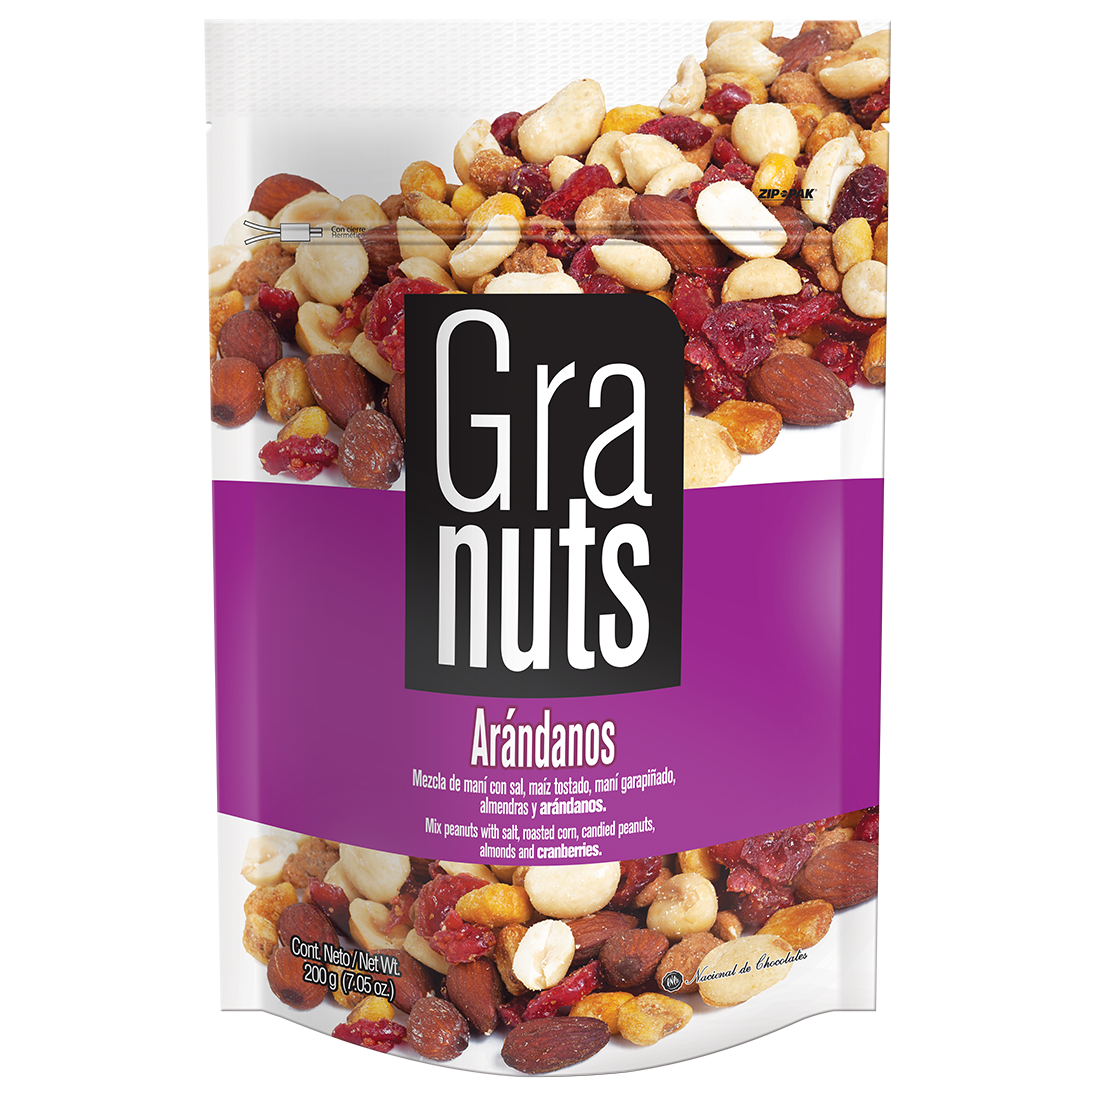 ZIP PAK
Con cierre
Hermético
Gra
nuts
Arándanos
Mezcla de maní con sal, maíz tostado, maní garapiñado,
almendras y arándanos.
Mix peanuts with salt, roasted corn, candied peanuts,
almonds and cranberries.
Cont. Neto / Net Wt.
200 g (7.05 oz.)
Nacional de Chocolates